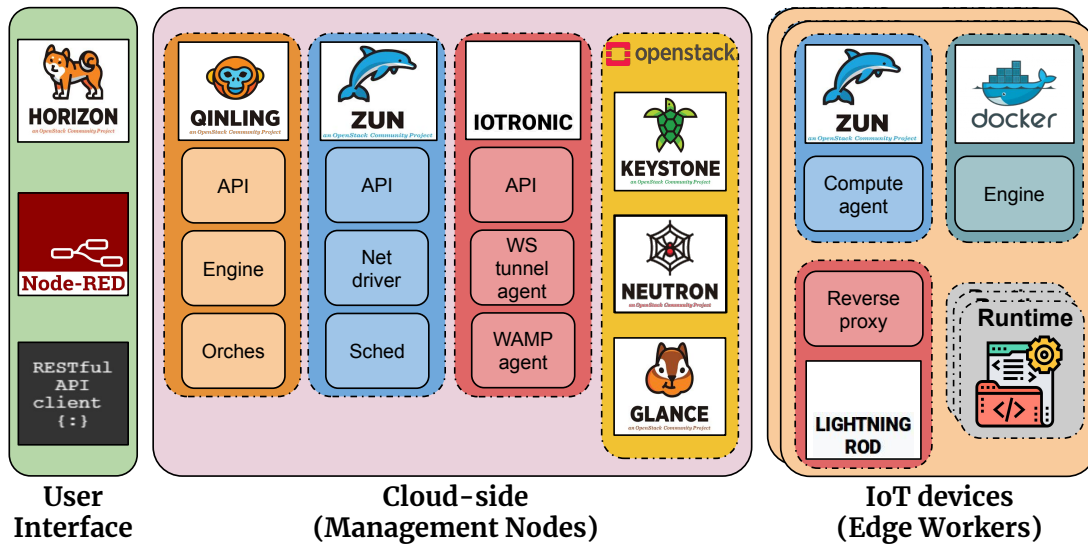 HORIZON
an OpenStack Community Project
Node-RED
RESTful
API
client
{:}
User
Interface
QINLING
an OpenStack Community Project
API
Engine
Orches
ZUN
an OpenStack Community Project
API
Net
driver
Sched
IOTRONIC
API
WS
tunnel
agent
WAMP
agent
openstack.
KEYSTONE
an OpenStack Community Project
NEUTRON
an OpenStack Community Project
GLANCE
an OpenStack Community Project
Cloud-side
(Management Nodes)
ZUN
an OpenStack Community Project
Compute
agent
docker
Engine
Reverse
proxy
LIGHTNING
ROD
Runtime
IoT devices
(Edge Workers)